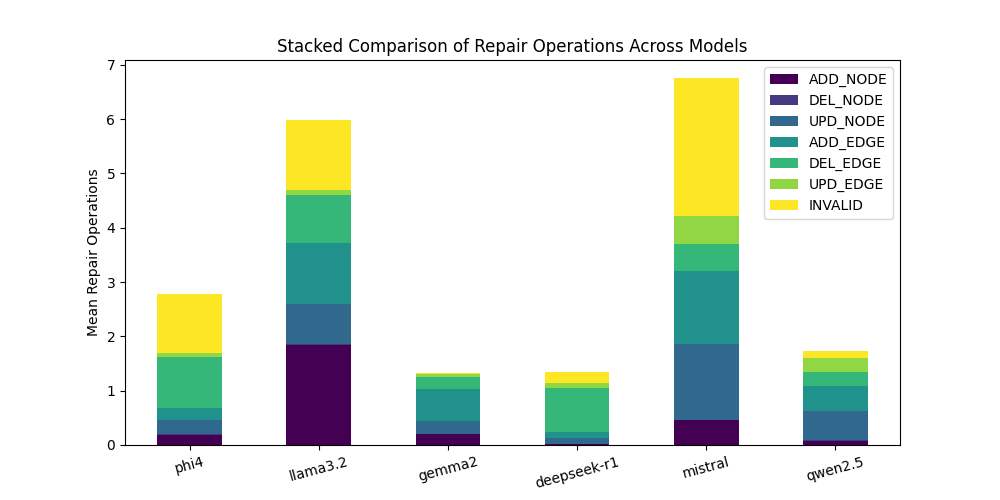 Stacked Comparison of Repair Operations Across Models
Mean Repair Operations
7
6
5
4
3
2
1
0
phi4
llama3.2
gemma2
deepseek-r1
mistral
qwen2.5
ADD_NODE
DEL_NODE
UPD_NODE
ADD_EDGE
DEL_EDGE
UPD_EDGE
INVALID